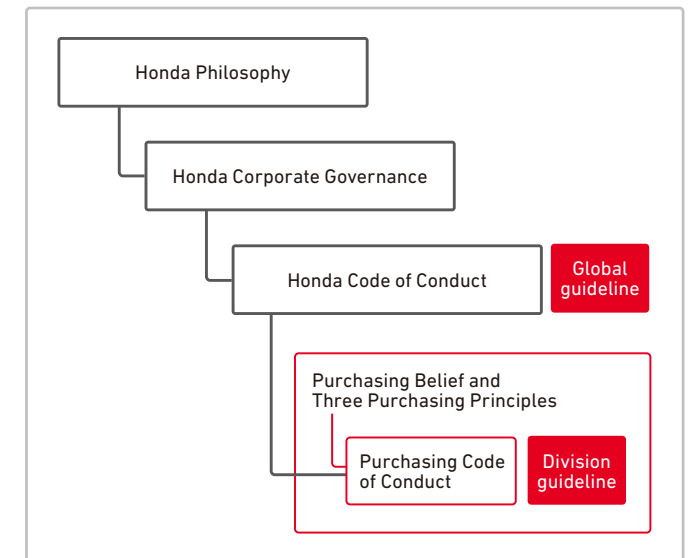 Honda Philosophy
Honda Corporate Governance
Honda Code of Conduct
Global
guideline
Purchasing Belief and
Three Purchasing Principles
Purchasing Code
of Conduct
Division
guideline